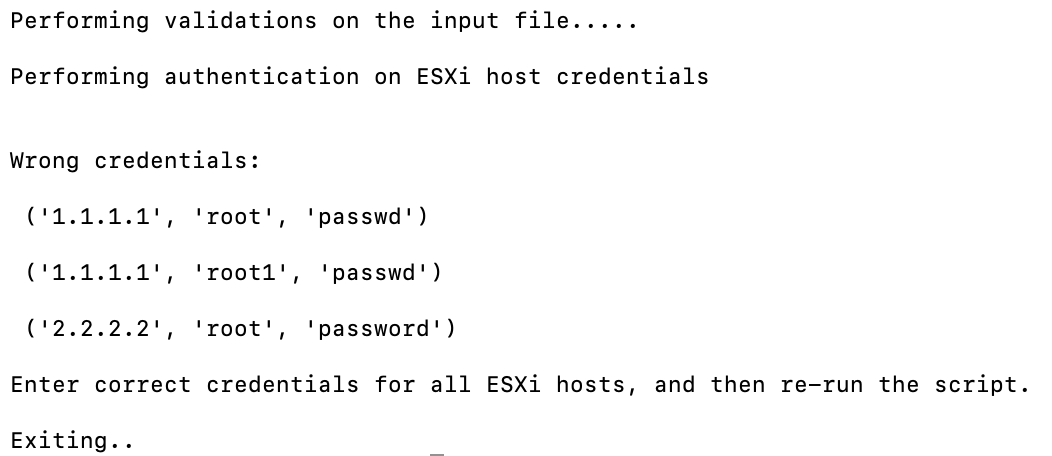 Performing validations on the input file.....
Performing authentication on ESXi host credentials
Wrong credentials:
('1.1.1.1', 'root', 'passwd')
('1.1.1.1', 'root1', 'passwd')
('2.2.2.2', 'root', 'password')
Enter correct credentials for all ESXi hosts, and then re-run the script.
Exiting..